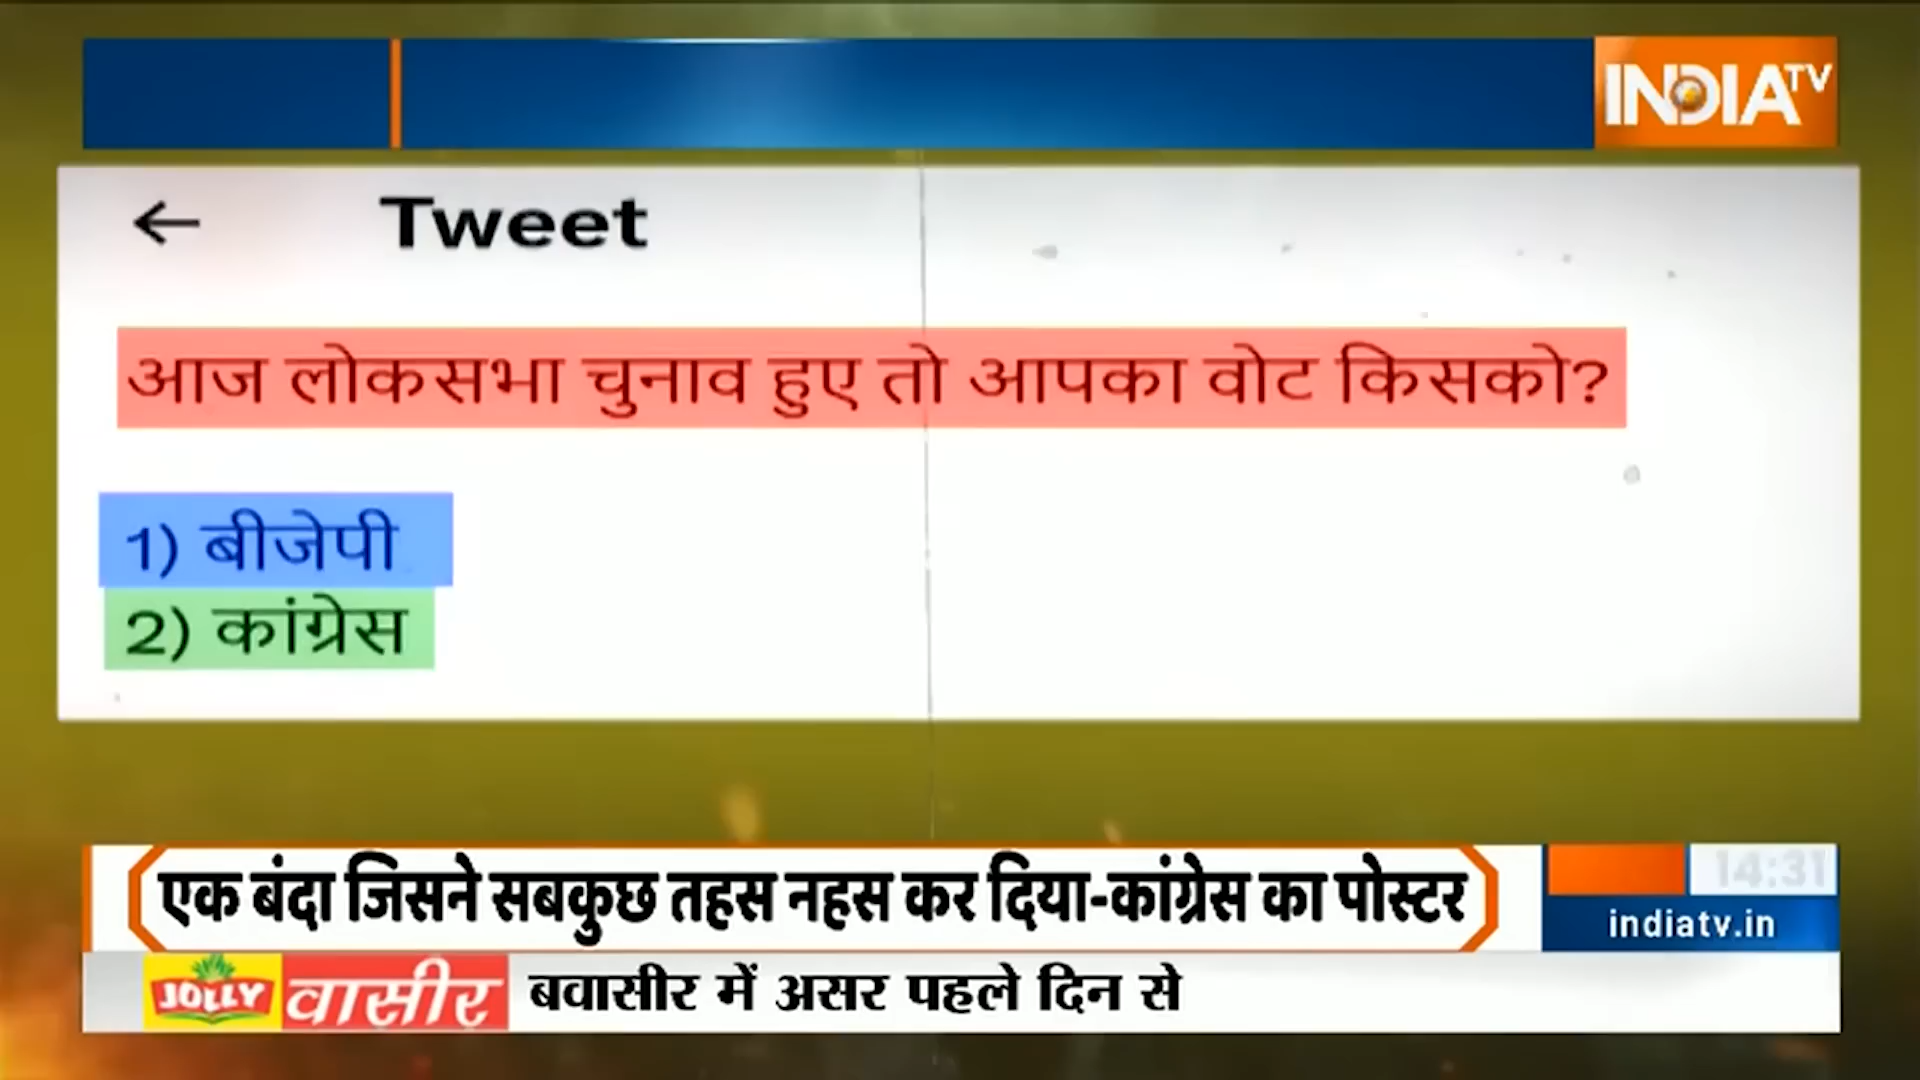 INDIA TV
← Tweet
आज लोकसभा चुनाव हुए तो आपका वोट किसको?
1) बीजेपी
2) कांग्रेस
एक बंदा जिसने सबकुछ तहस नहस कर दिया-कांग्रेस का पोस्टर
14:31
indiatv.in
JOLLY वासीर बवासीर में असर पहले दिन से